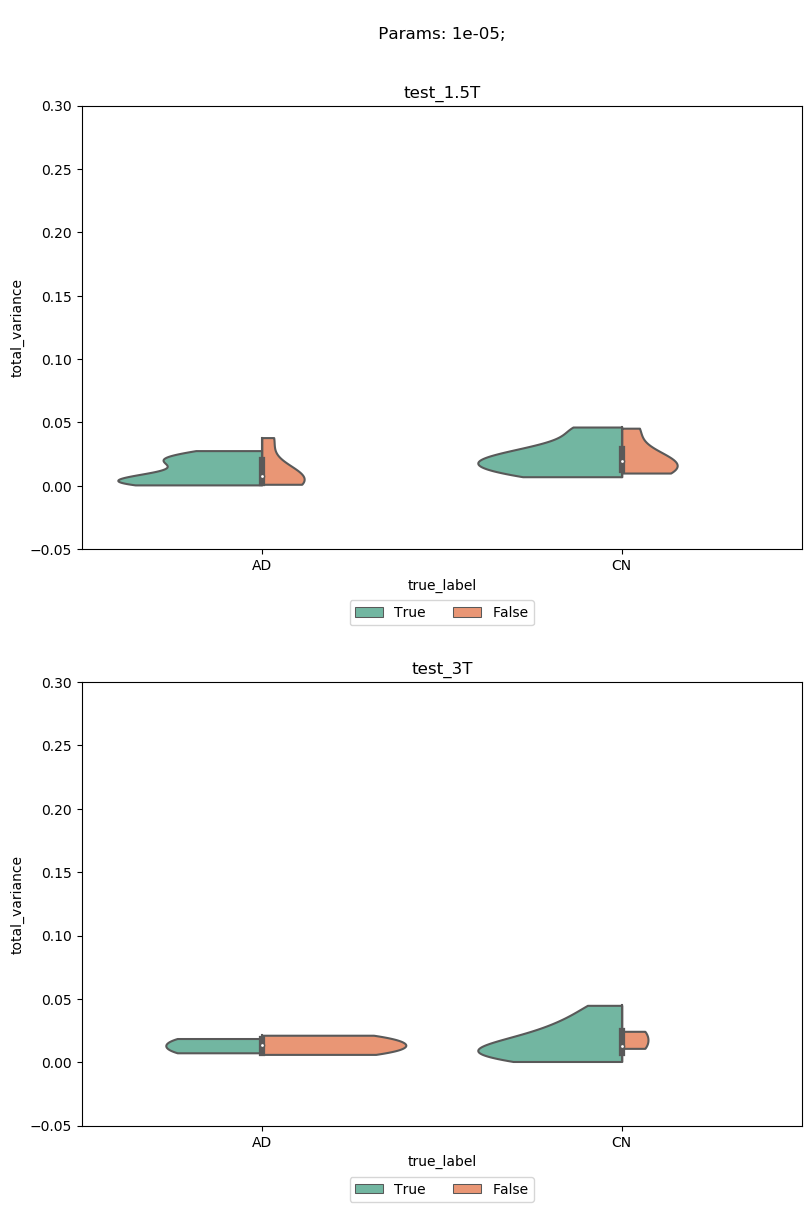 Params: 1e-05;
test_1.5T
0.30
0.25
0.20
0.15
0.10
0.05
0.00
−0.05
total_variance
AD CN
true_label
True False
test_3T
0.30
0.25
0.20
0.15
0.10
0.05
0.00
−0.05
total_variance
AD CN
true_label
True False